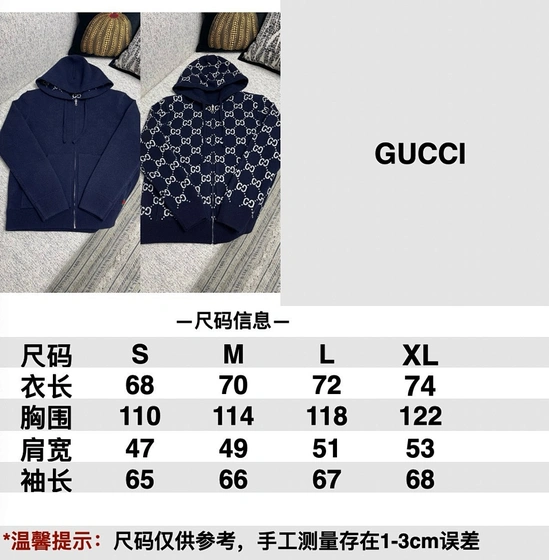 GUCCI
—尺码信息—
尺码 S M L XL
衣长 68 70 72 74
胸围 110 114 118 122
肩宽 47 49 51 53
袖长 65 66 67 68
*温馨提示：尺码仅供参考，手工测量存在1-3cm误差